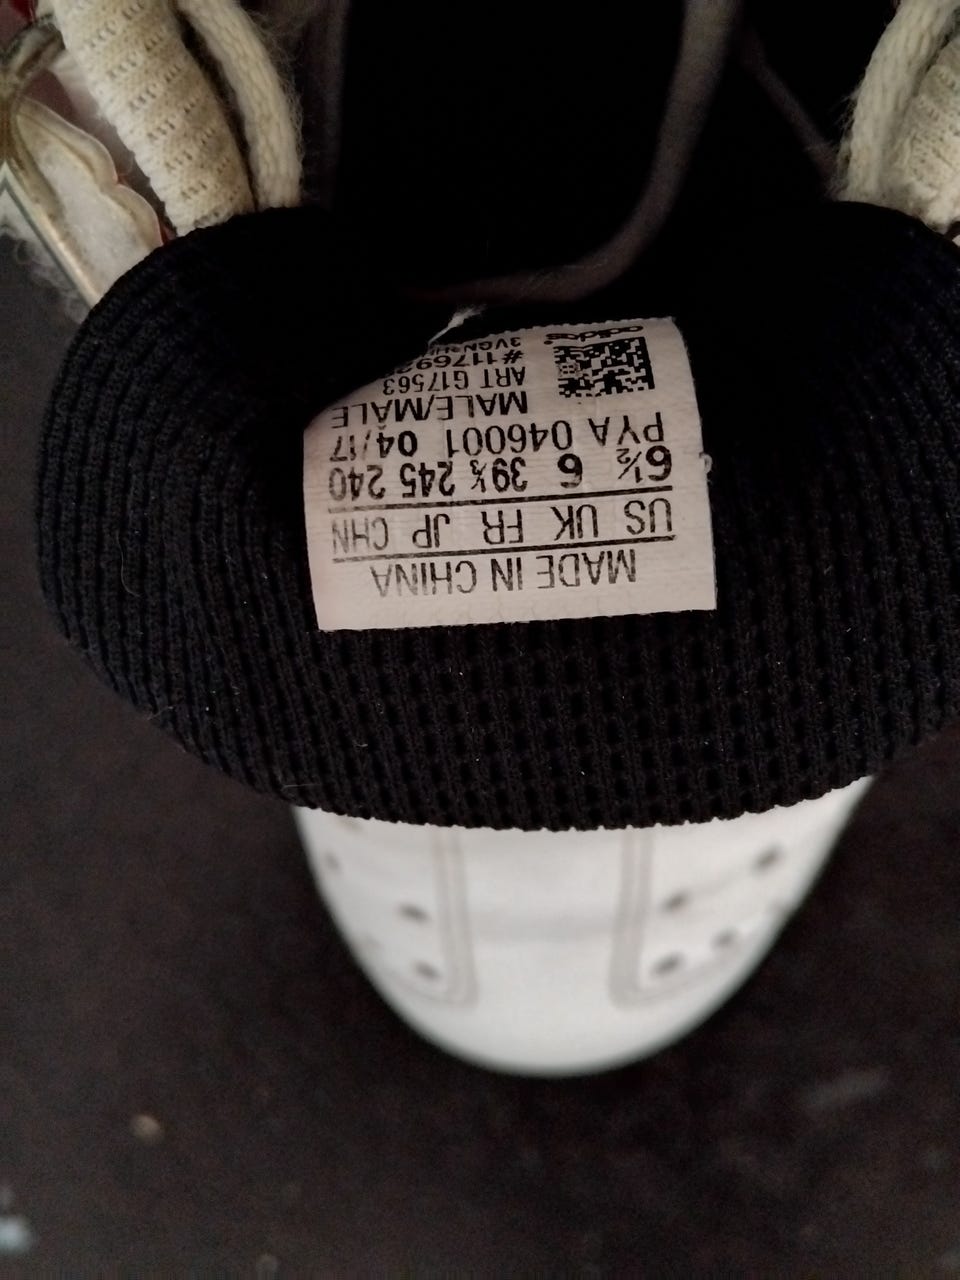 MADE IN CHINA
US UK FR JP CHN
6½ 6 39⅓ 245 240
PYA 046001 04/17
MALE/MALE
ART G17563
adidas